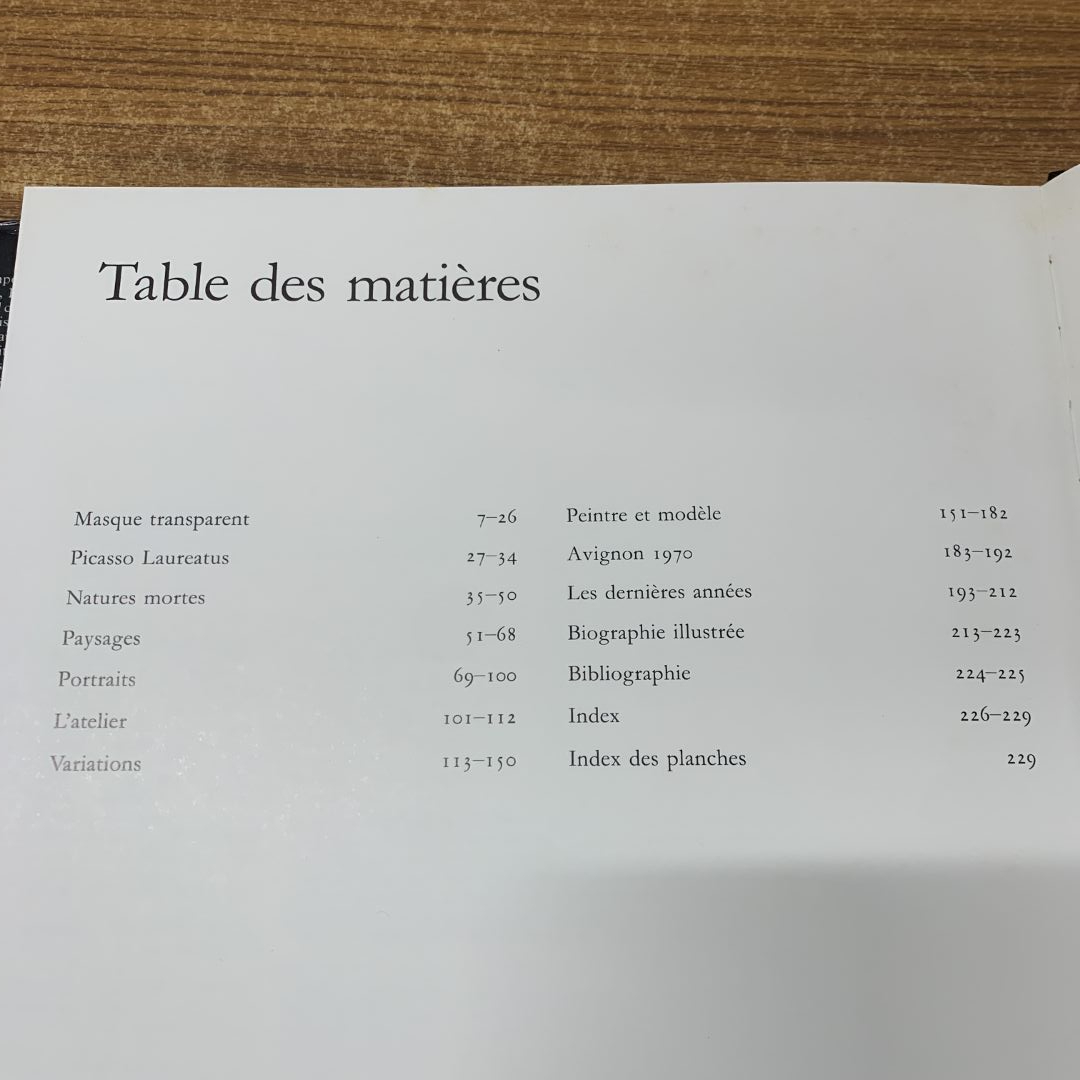 Table des matières
Masque transparent 7–26
Picasso Laureatus 27–34
Natures mortes 35–50
Paysages 51–68
Portraits 69–100
L'atelier 101–112
Variations 113–150
Peintre et modèle 151–182
Avignon 1970 183–192
Les dernières années 193–212
Biographie illustrée 213–223
Bibliographie 224–225
Index 226–229
Index des planches 229